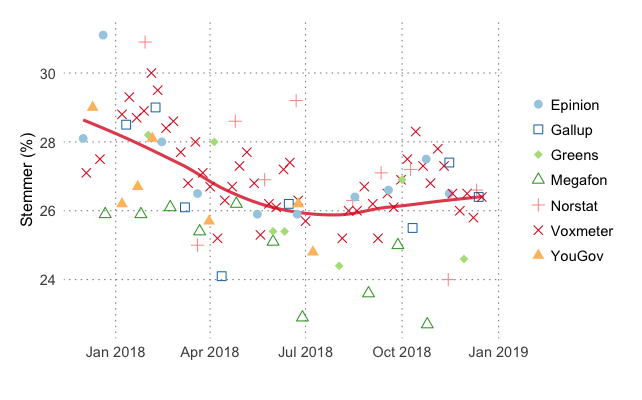 Stemmer (%)
30
28
26
24
Jan 2018
Apr 2018
Jul 2018
Oct 2018
Jan 2019
Epinion
Gallup
Greens
Megafon
Norstat
Voxmeter
YouGov